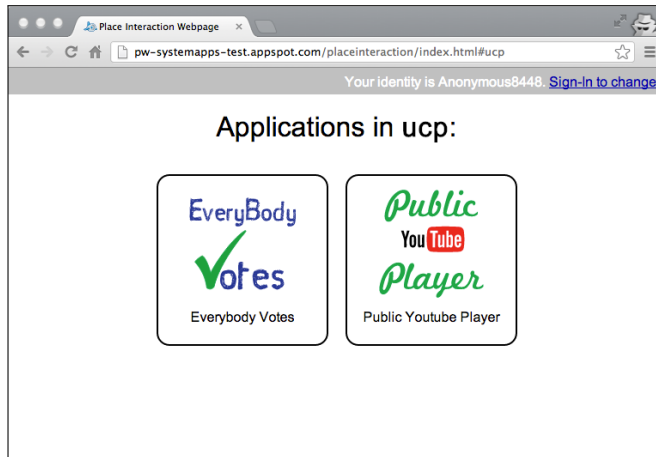 Place Interaction Webpage
pw-systemapps-test.appspot.com/placeinteraction/index.html#ucp
Your identity is Anonymous8448. Sign-In to change
Applications in ucp:
EveryBody
Votes
Everybody Votes
Public
YouTube
Player
Public Youtube Player